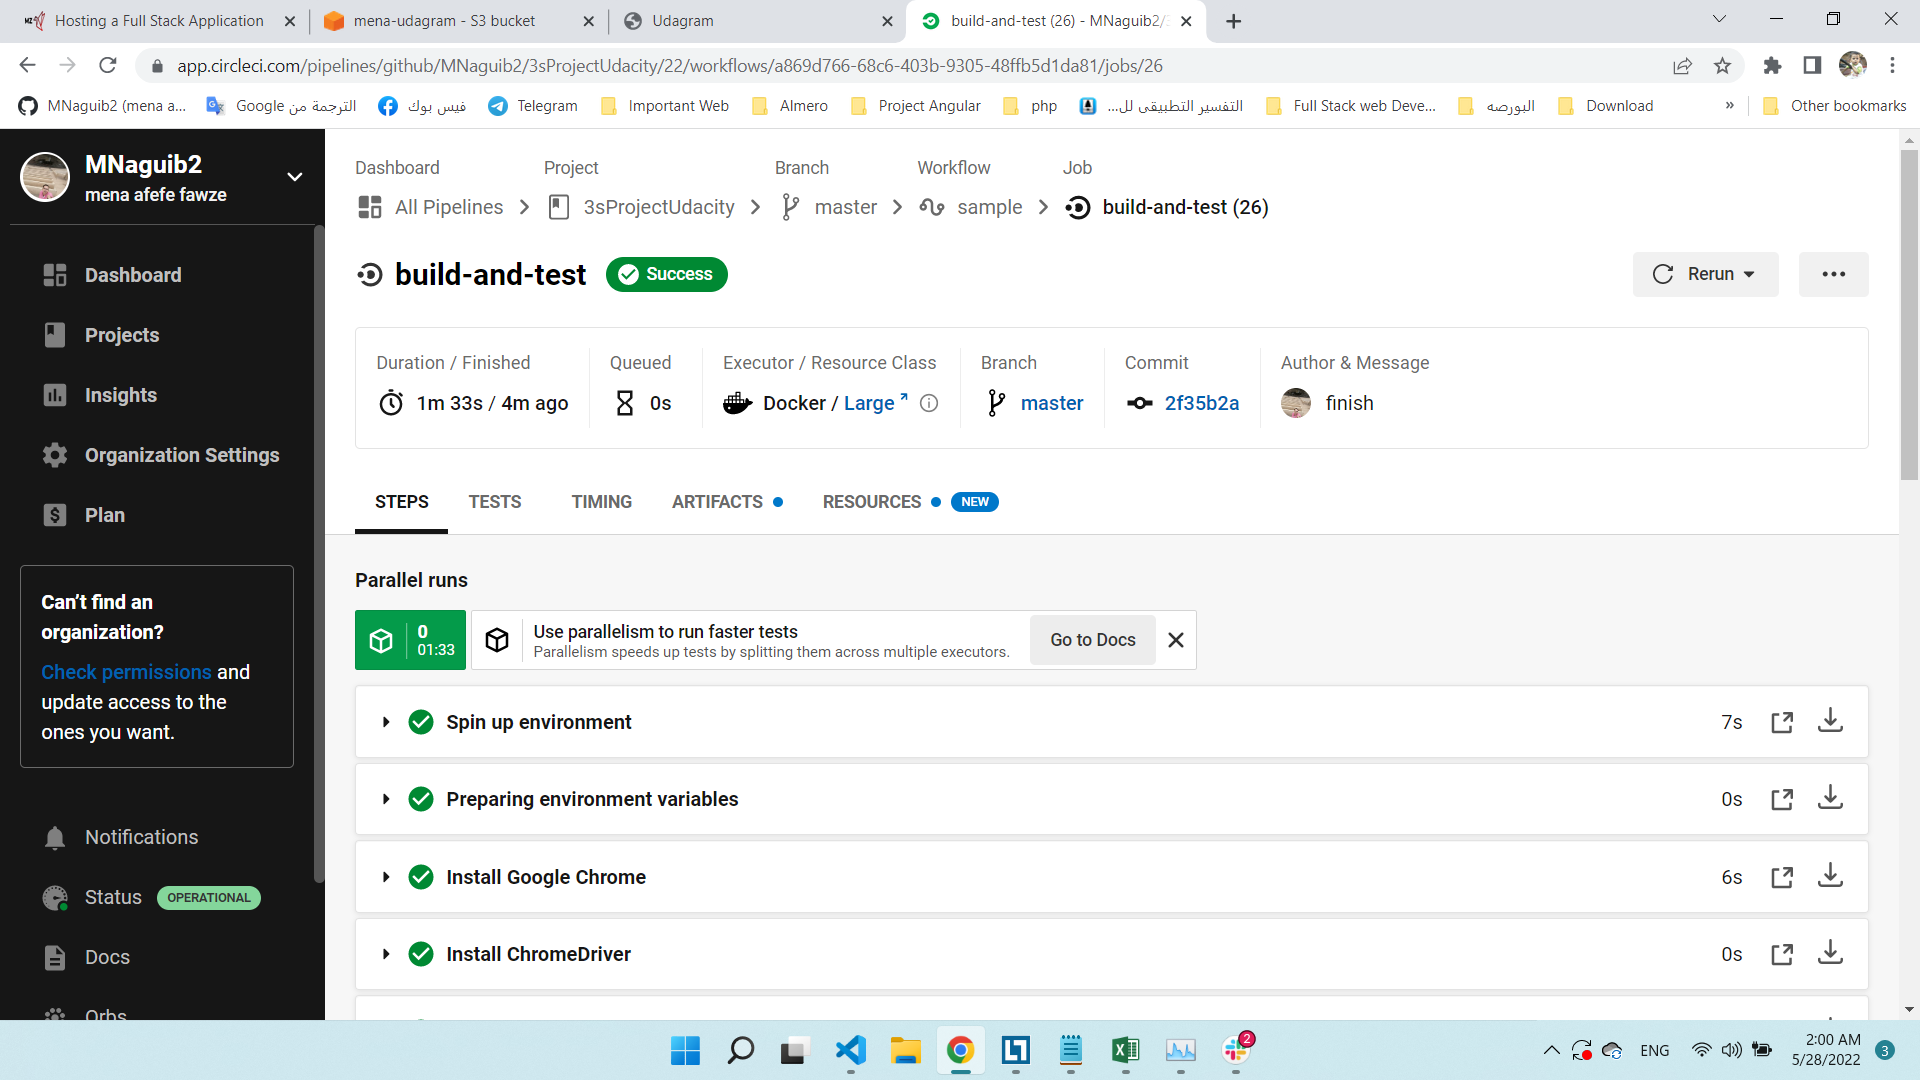 Hosting a Full Stack Application
mena-udagram - S3 bucket
Udagram
build-and-test (26) - MNaguib2/3
app.circleci.com/pipelines/github/MNaguib2/3sProjectUdacity/22/workflows/a869d766-68c6-403b-9305-48ffb5d1da81/jobs/26
MNaguib2 (mena a...
Google الترجمة من
فيس بوك
Telegram
Important Web
Almero
Project Angular
php
التفسير التطبيقى لل...
Full Stack web Deve...
البورصه
Download
»
Other bookmarks
MNaguib2
mena afefe fawze
Dashboard
Projects
Insights
Organization Settings
Plan
Can't find an
organization?
Check permissions and
update access to the
ones you want.
Notifications
Status OPERATIONAL
Docs
Orbs
Dashboard Project Branch Workflow Job
All Pipelines 3sProjectUdacity master sample build-and-test (26)
build-and-test Success
Rerun
Duration / Finished
1m 33s / 4m ago
Queued
0s
Executor / Resource Class
Docker / Large
Branch
master
Commit
2f35b2a
Author & Message
finish
STEPS TESTS TIMING ARTIFACTS RESOURCES NEW
Parallel runs
0
01:33
Use parallelism to run faster tests
Parallelism speeds up tests by splitting them across multiple executors.
Go to Docs
Spin up environment 7s
Preparing environment variables 0s
Install Google Chrome 6s
Install ChromeDriver 0s
2
ENG
2:00 AM
5/28/2022
3